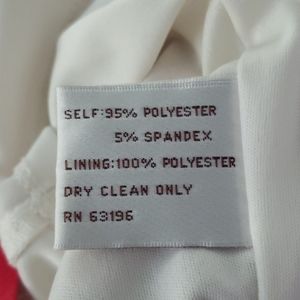 SELF:95% POLYESTER
5% SPANDEX
LINING:100% POLYESTER
DRY CLEAN ONLY
RN 63196